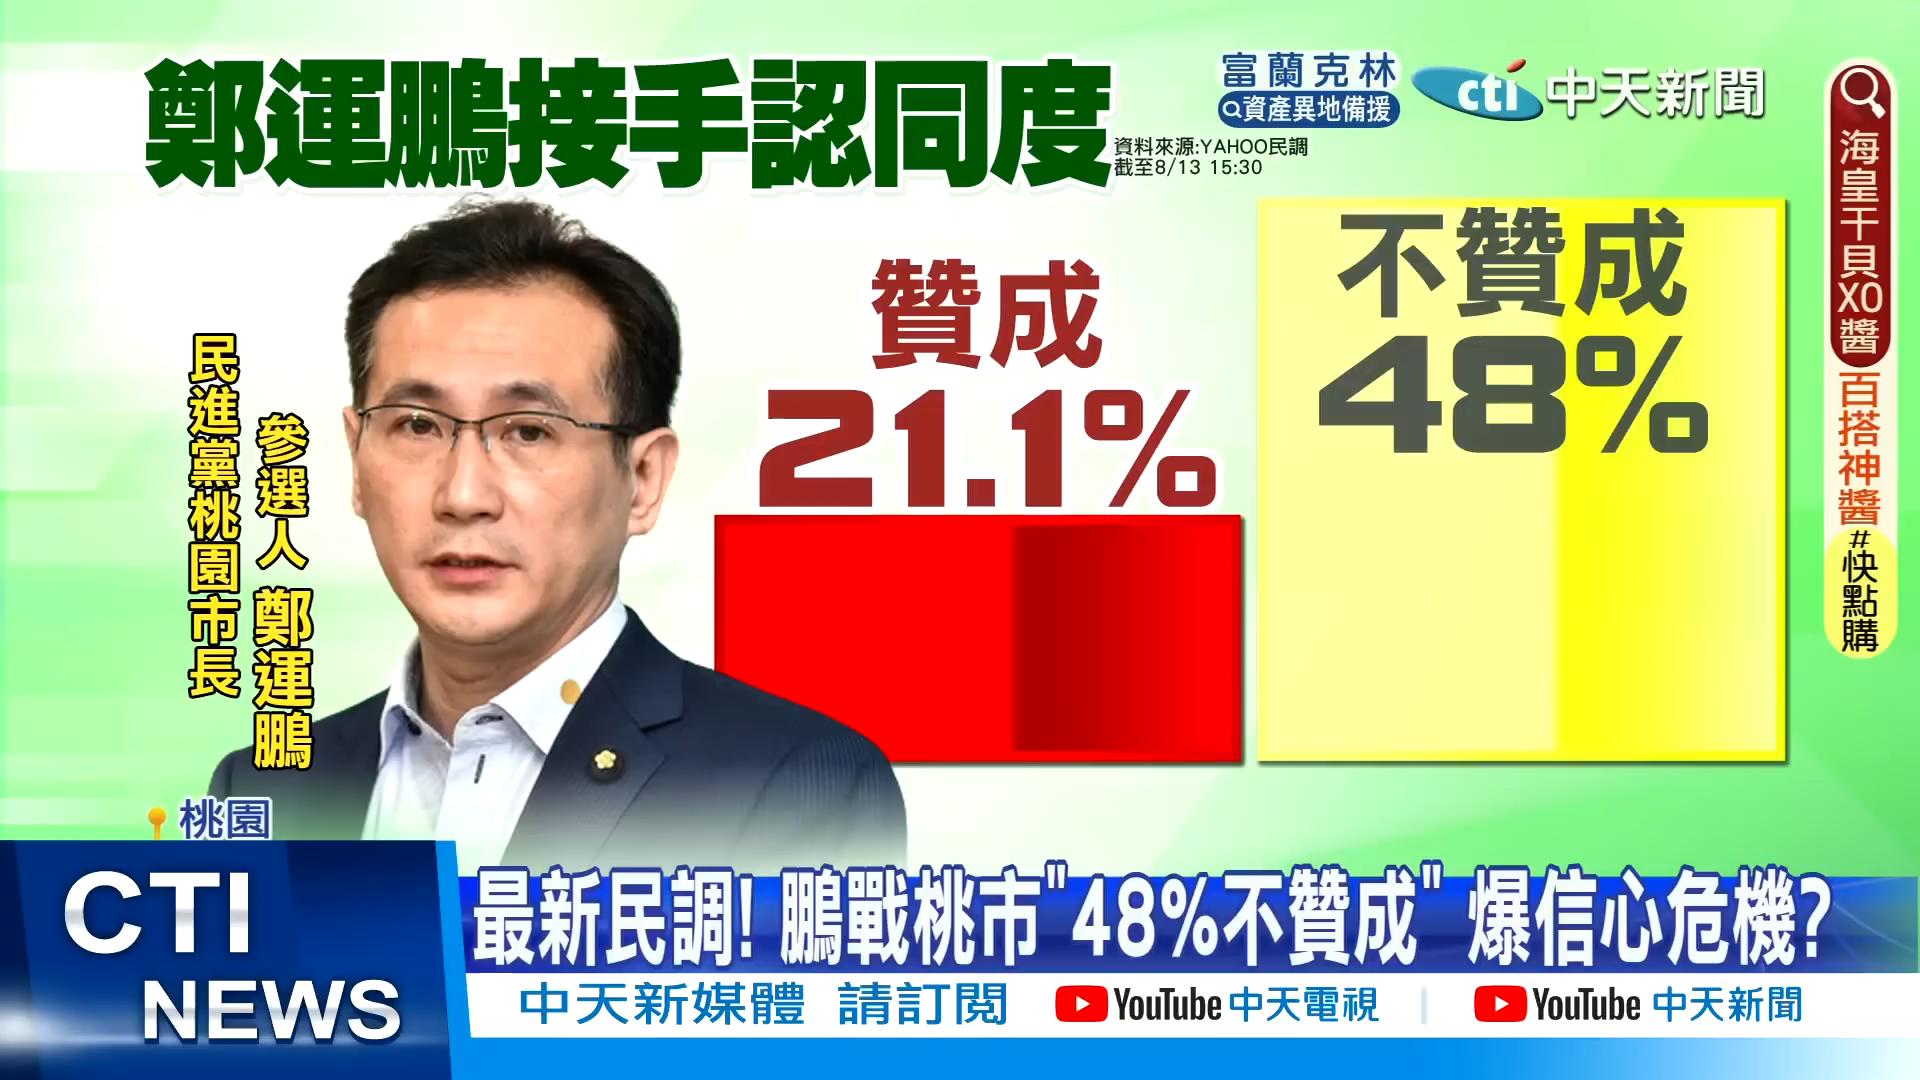 鄭運鵬接手認同度
資料來源:YAHOO民調
截至8/13 15:30
富蘭克林
資產異地備援
cti 中天新聞
海皇干貝XO醬
百搭神醬
#快點購
贊成
21.1%
不贊成
48%
民進黨桃園市長
參選人 鄭運鵬
桃園
CTI
NEWS
最新民調! 鵬戰桃市"48%不贊成" 爆信心危機?
中天新媒體 請訂閱 YouTube 中天電視 | YouTube 中天新聞